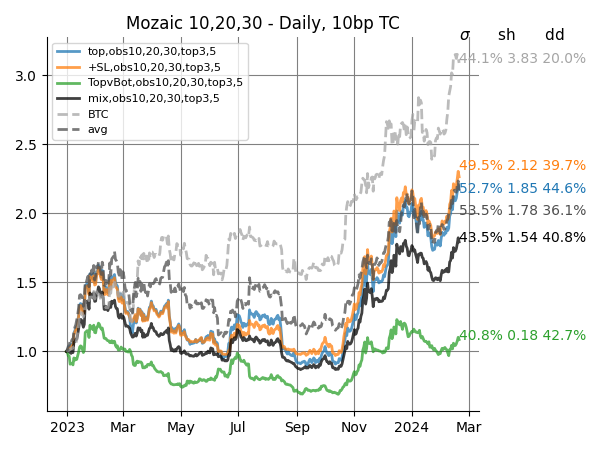 Mozaic 10,20,30 - Daily, 10bp TC
σ sh dd
top,obs10,20,30,top3,5
+SL,obs10,20,30,top3,5
TopvBot,obs10,20,30,top3,5
mix,obs10,20,30,top3,5
BTC
avg
44.1% 3.83 20.0%
49.5% 2.12 39.7%
52.7% 1.85 44.6%
53.5% 1.78 36.1%
43.5% 1.54 40.8%
40.8% 0.18 42.7%
3.0
2.5
2.0
1.5
1.0
2023 Mar May Jul Sep Nov 2024 Mar